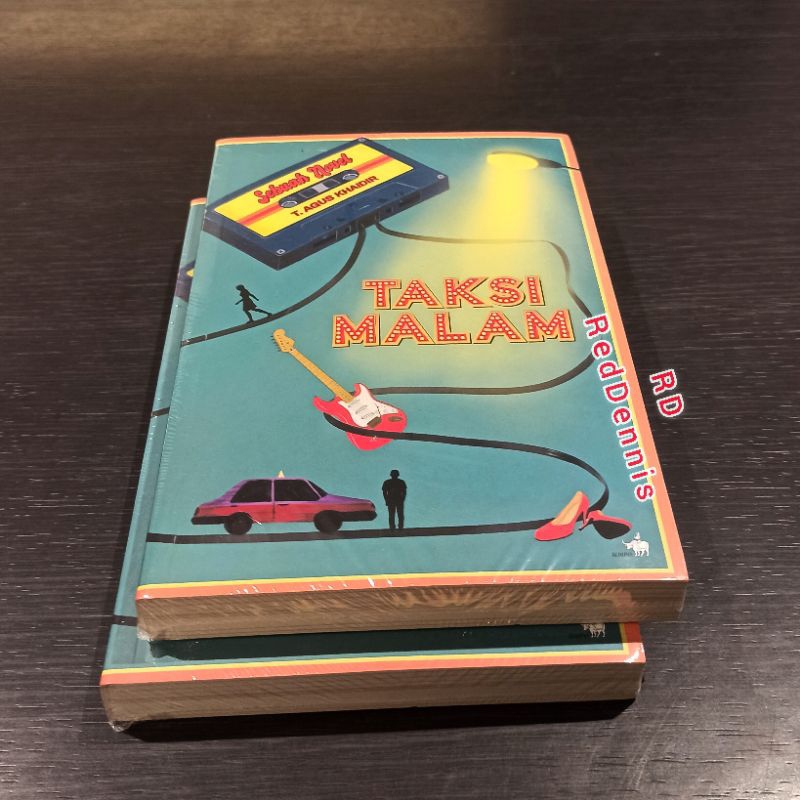 Sebuah Novel
T. AGUS KHAIDIR
TAKSI
MALAM
RD
RedDennis